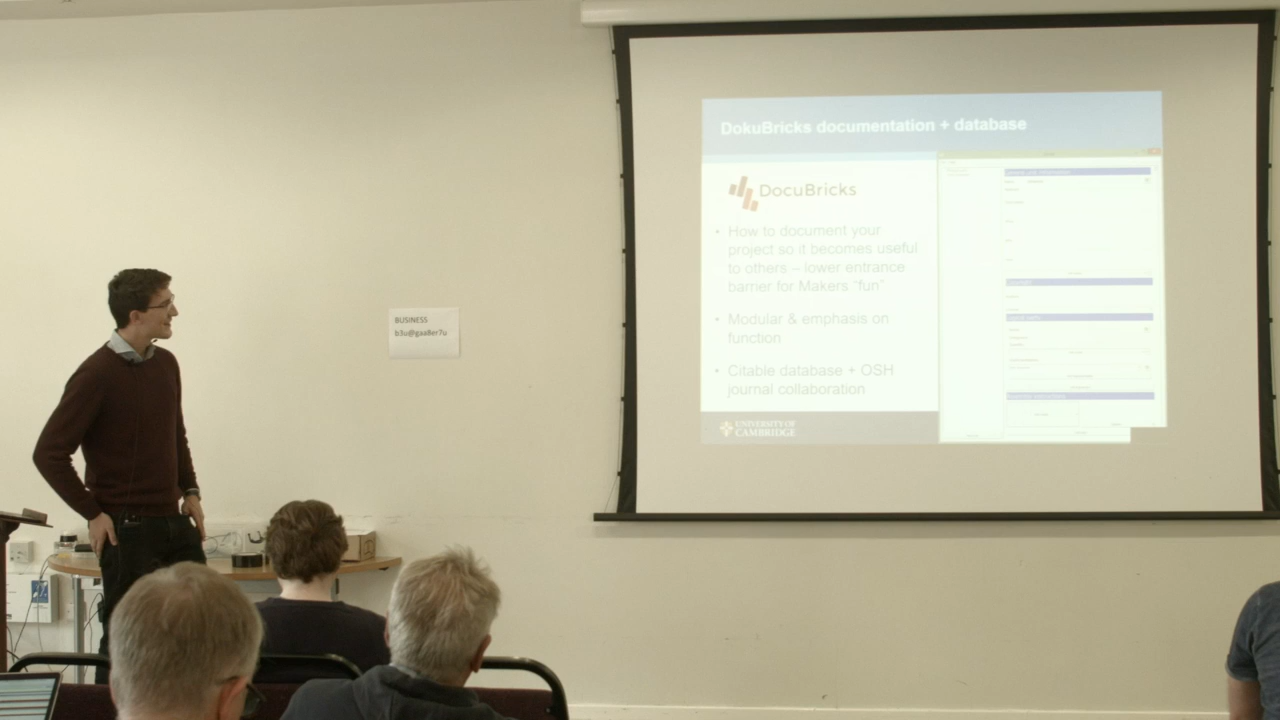 DokuBricks documentation + database
DocuBricks
• How to document your
project so it becomes useful
to others – lower entrance
barrier for Makers "fun"
• Modular & emphasis on
function
• Citable database + OSH
journal collaboration
UNIVERSITY OF
CAMBRIDGE
BUSINESS
b3u@gaa8er7o